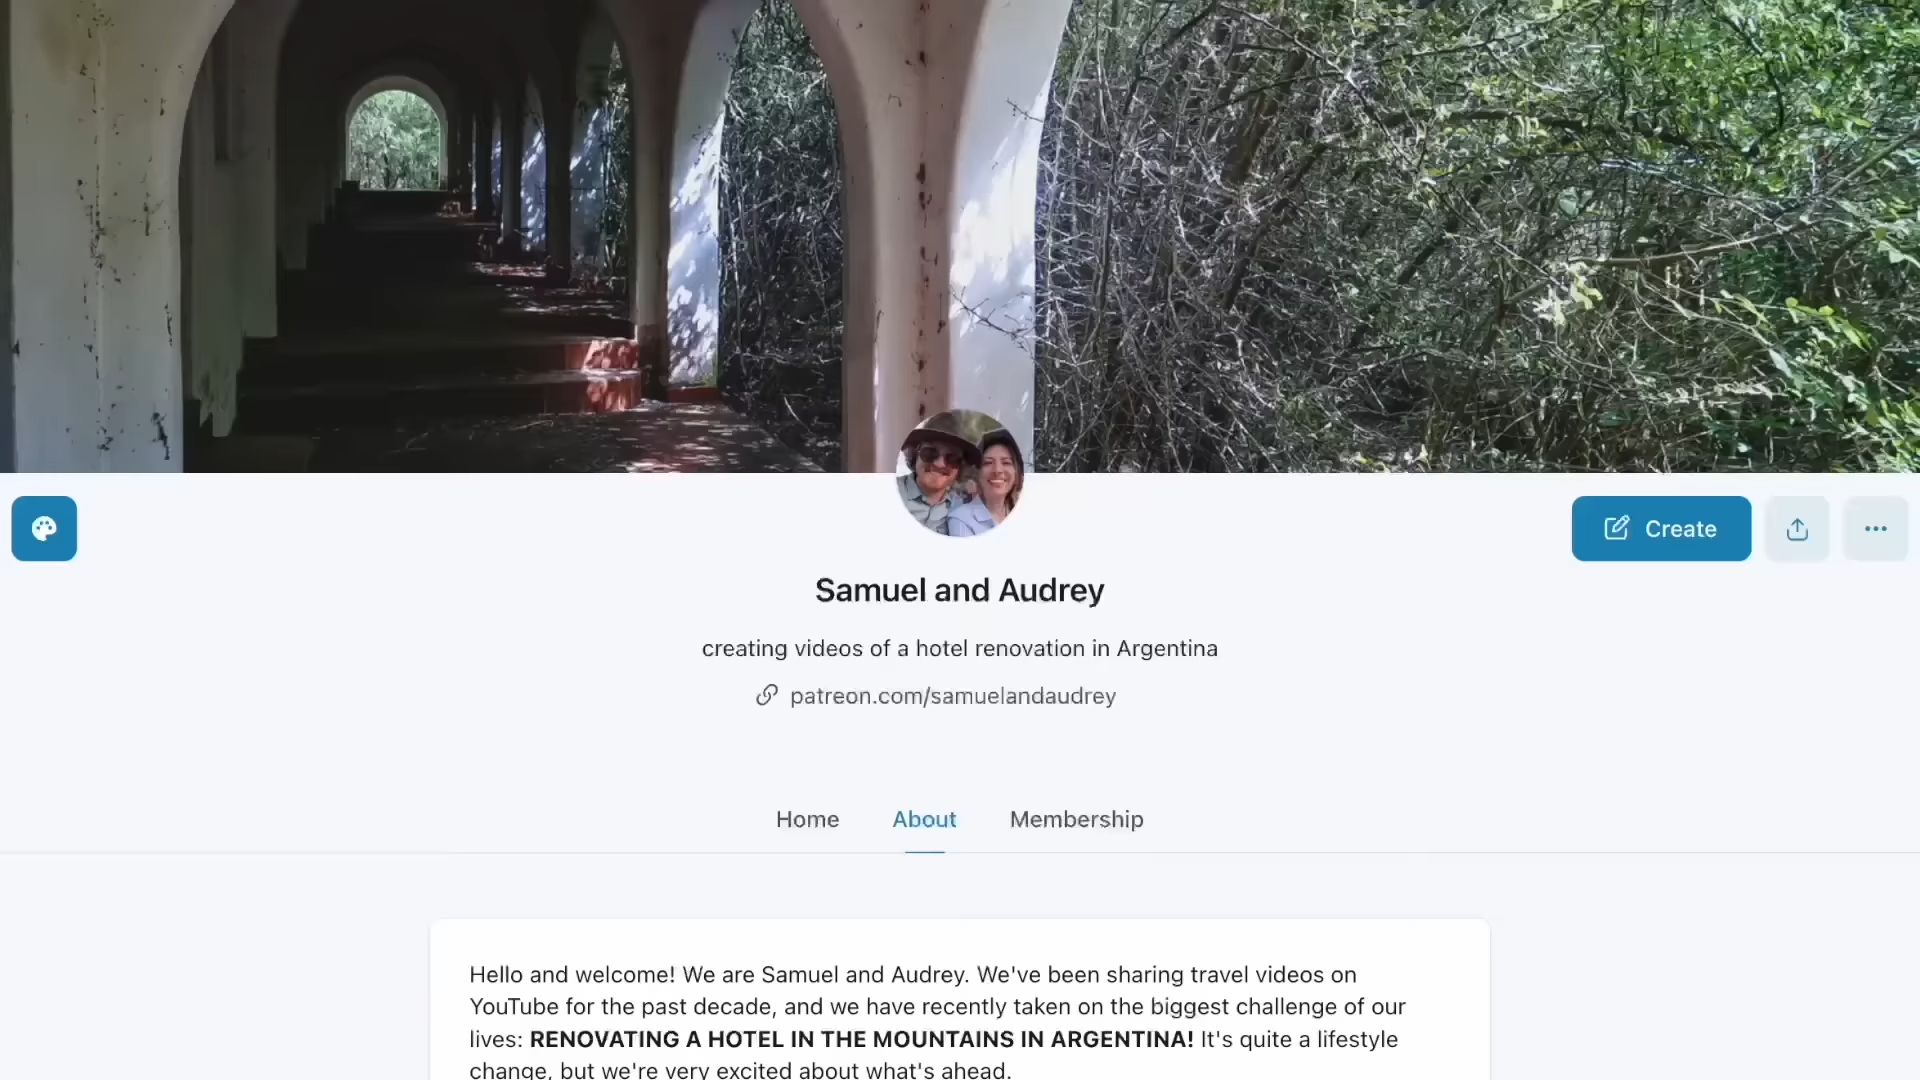 Create
Samuel and Audrey
creating videos of a hotel renovation in Argentina
patreon.com/samuelandaudrey
Home
About
Membership
Hello and welcome! We are Samuel and Audrey. We've been sharing travel videos on
YouTube for the past decade, and we have recently taken on the biggest challenge of our
lives: RENOVATING A HOTEL IN THE MOUNTAINS IN ARGENTINA! It's quite a lifestyle
change, but we're very excited about what's ahead.